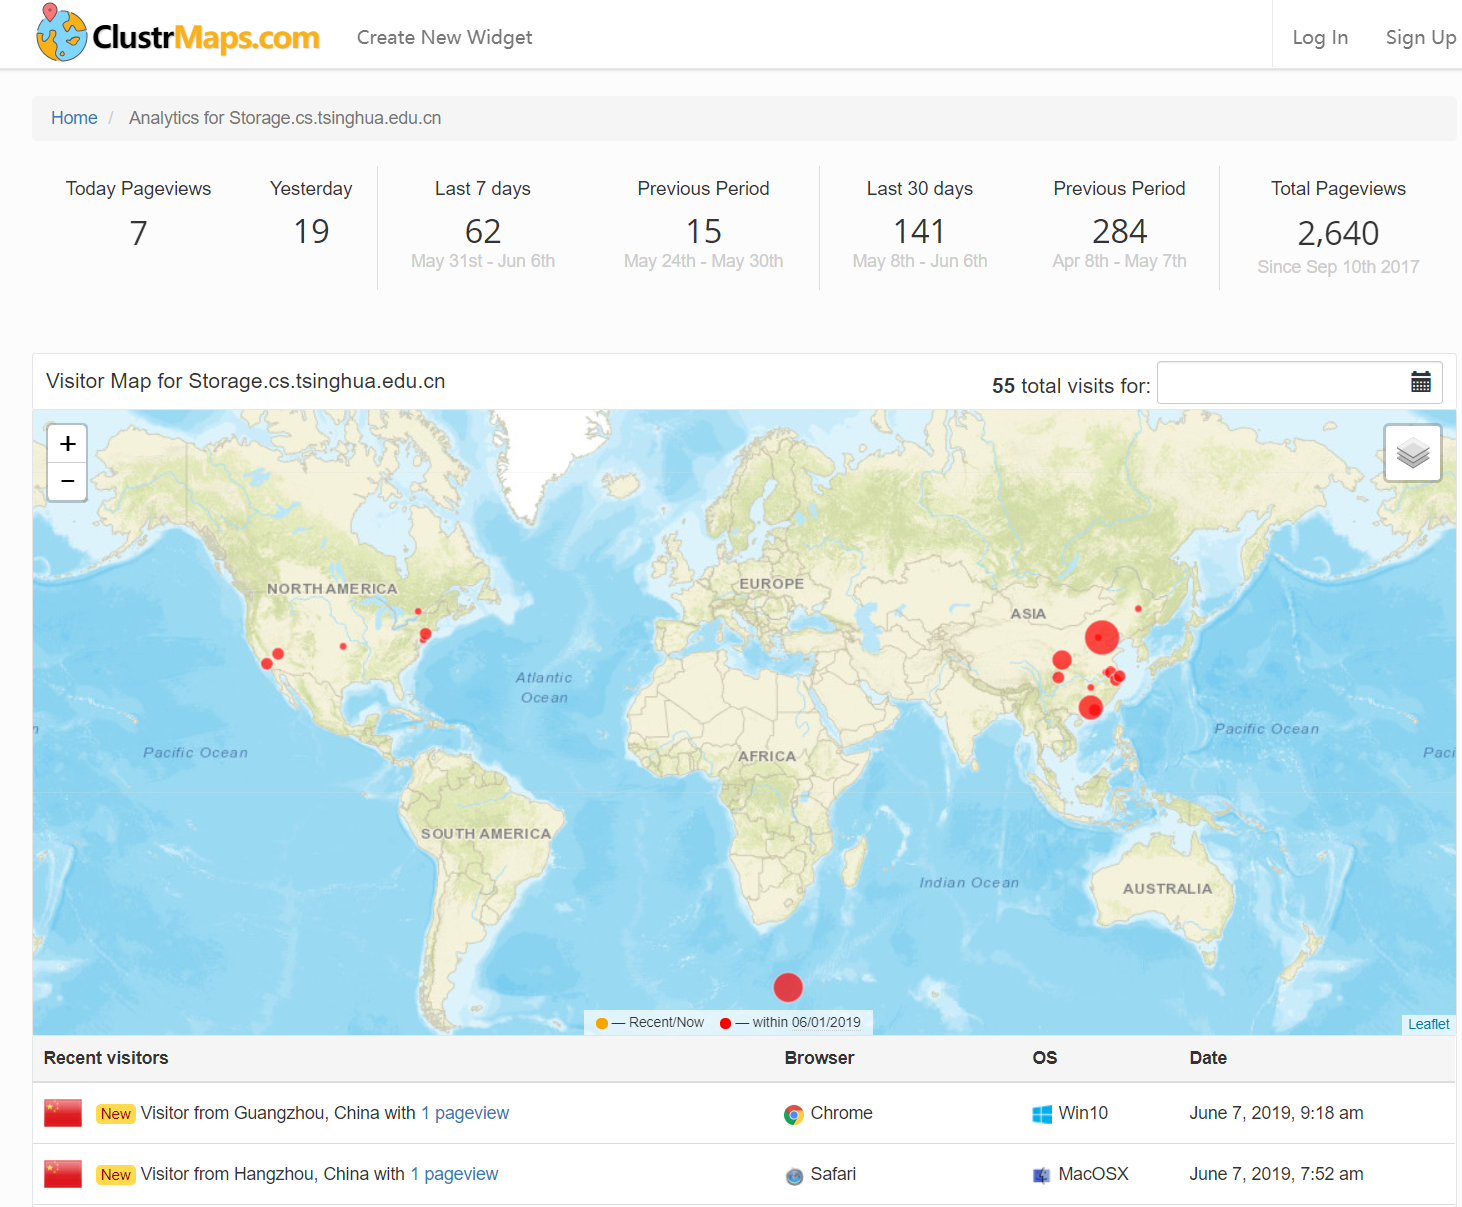 ClustrMaps.com Create New Widget Log In Sign Up
Home / Analytics for Storage.cs.tsinghua.edu.cn
Today Pageviews Yesterday Last 7 days Previous Period Last 30 days Previous Period Total Pageviews
7 19 62 15 141 284 2,640
May 31st - Jun 6th May 24th - May 30th May 8th - Jun 6th Apr 8th - May 7th Since Sep 10th 2017
Visitor Map for Storage.cs.tsinghua.edu.cn 55 total visits for:
+
−
NORTH AMERICA EUROPE
ASIA
Atlantic
Ocean
Pacific Ocean AFRICA Pacific Ocean Paci
n
SOUTH AMERICA
Indian Ocean AUSTRALIA
— Recent/Now — within 06/01/2019
Leaflet
Recent visitors Browser OS Date
New Visitor from Guangzhou, China with 1 pageview Chrome Win10 June 7, 2019, 9:18 am
New Visitor from Hangzhou, China with 1 pageview Safari MacOSX June 7, 2019, 7:52 am